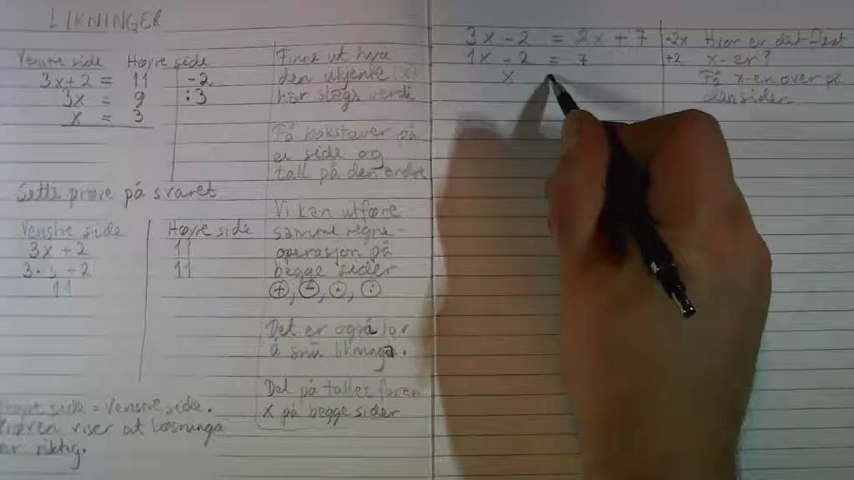 LIKNINGER
Venstre side Høyre side
3x+2 = 11 -2
3x = 9 :3
x = 3
Sette prøve på svaret
Venstre side Høyre side
3x + 2 11
3·3 + 2 11
11
Høyre side = Venstre side.
Prøven viser at løsninga
er riktig.
Finne ut hva
den ukjente (x)
har slags verdi
Få bokstaver på
ei side og
tall på den andre
Vi kan utføre
samme regne-
operasjon på
begge sider
+, -, ·, :
Det er også lov
å snu likninga.
Del på tallet foran
x på begge sider
3x - 2 = 2x + 7 -2x
1x - 2 = 7 +2
x
Hvor er det flest
x-er?
Få x-en over på
den siden